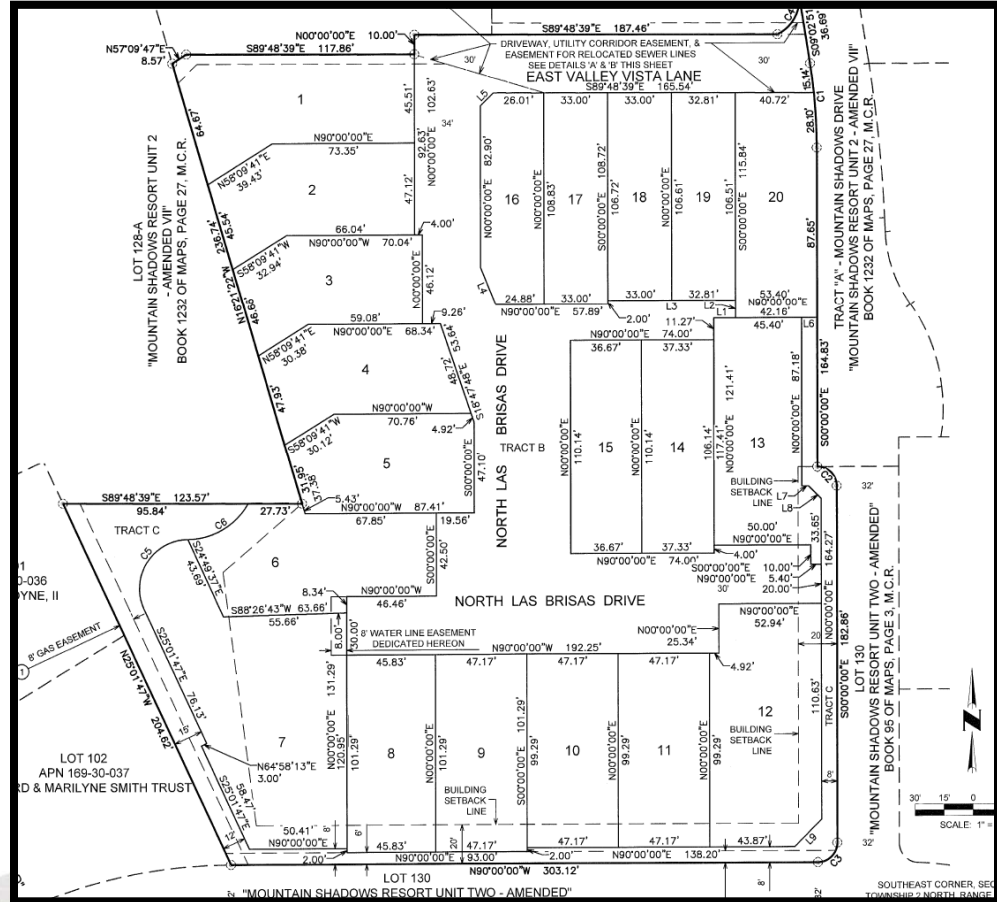 N00°00'00"E 10.00'
S89°48'39"E 187.46'
C4
S09°02'51"
36.69'
N57°09'47"E
8.57'
S89°48'39"E 117.86'
DRIVEWAY, UTILITY CORRIDOR EASEMENT, &
EASEMENT FOR RELOCATED SEWER LINES
SEE DETAILS 'A' & 'B' THIS SHEET
30'
30'
EAST VALLEY VISTA LANE
S89°48'39"E 165.54'
15.14'
C1
L5
26.01'
33.00'
33.00'
32.81'
40.72'
1
45.51'
102.63'
34'
64.67'
N90°00'00"E
73.35'
92.63'
N00°00'00"E
28.10'
LOT 128-A
"MOUNTAIN SHADOWS RESORT UNIT 2
- AMENDED VII"
BOOK 1232 OF MAPS, PAGE 27, M.C.R.
TRACT "A" - MOUNTAIN SHADOWS DRIVE
"MOUNTAIN SHADOWS RESORT UNIT 2 - AMENDED VII"
BOOK 1232 OF MAPS, PAGE 27, M.C.R.
N58°09'41"E
39.43'
2
47.12'
82.90'
N00°00'00"E
16
N00°00'00"E
108.83'
17
108.72'
S00°00'00"E
106.72'
18
N00°00'00"E
106.61'
19
106.51'
115.84'
S00°00'00"E
20
87.65'
66.04'
4.00'
N90°00'00"W 70.04'
45.54'
236.74'
N16°21'22"W
S58°09'41"W
32.94'
3
N00°00'00"E
46.12'
46.66'
L4
24.88'
33.00'
57.89'
N90°00'00"E
2.00'
33.00'
L3
32.81'
L2
L1
53.40'
N90°00'00"E
42.16'
45.40'
L6
59.08'
9.26'
N90°00'00"W 68.34'
N58°09'41"E
30.38'
4
53.64'
48.72'
S18°47'48"E
11.27'
N90°00'00"E
74.00'
36.67'
37.33'
NORTH LAS BRISAS DRIVE
47.93'
N90°00'00"W
70.76'
4.92'
S58°09'41"W
30.12'
5
S00°00'00"E
47.10'
TRACT B
N00°00'00"E
110.14'
15
N00°00'00"E
110.14'
14
106.14'
117.41'
121.41'
N00°00'00"E
13
87.18'
N00°00'00"E
164.83'
S00°00'00"E
BUILDING
SETBACK
LINE
L7
L8
C2
32'
31.95'
37.38'
5.43'
N90°00'00"W 87.41'
67.85'
19.56'
S89°48'39"E 123.57'
95.84'
27.73'
TRACT C
C6
C5
6
S00°00'00"E
42.50'
36.67'
37.33'
N90°00'00"E 74.00'
50.00'
N90°00'00"E
4.00'
S00°00'00"E 10.00'
N90°00'00"E 5.40'
20.00'
30'
33.65'
164.27'
S24°49'37"E
43.69'
8.34'
N90°00'00"W
46.46'
NORTH LAS BRISAS DRIVE
S88°26'43"W 63.66'
55.66'
8.00'
30.00'
8' WATER LINE EASEMENT
DEDICATED HEREON
N90°00'00"E
52.94'
N00°00'00"E
25.34'
N00°00'00"E
182.86'
S00°00'00"E
20
0-036
DYNE, II
8' GAS EASEMENT
1
N25°01'47"W 204.62'
S25°01'47"E 76.13'
15'
N90°00'00"W 192.25'
45.83'
47.17'
47.17'
47.17'
4.92'
131.29'
N00°00'00"E
120.95'
101.29'
7
8
N00°00'00"E
101.29'
9
S00°00'00"E
99.29'
10
N00°00'00"E
99.29'
11
N00°00'00"E
99.29'
12
BUILDING
SETBACK
LINE
110.63'
TRACT C
8'
LOT 130
"MOUNTAIN SHADOWS RESORT UNIT TWO - AMENDED"
BOOK 95 OF MAPS, PAGE 3, M.C.R.
N64°58'13"E
3.00'
LOT 102
APN 169-30-037
RD & MARILYNE SMITH TRUST
S25°01'47"E
58.47'
12'
BUILDING
SETBACK
LINE
Z
30' 15' 0
SCALE: 1" =
50.41'
8'
6'
20'
2.00'
45.83'
47.17'
47.17'
47.17'
43.87'
L9
32'
N90°00'00"E 93.00'
2.00'
N90°00'00"E 138.20'
C3
N90°00'00"W 303.12'
LOT 130
"MOUNTAIN SHADOWS RESORT UNIT TWO - AMENDED"
8'
32'
SOUTHEAST CORNER, SEC
TOWNSHIP 2 NORTH, RANGE